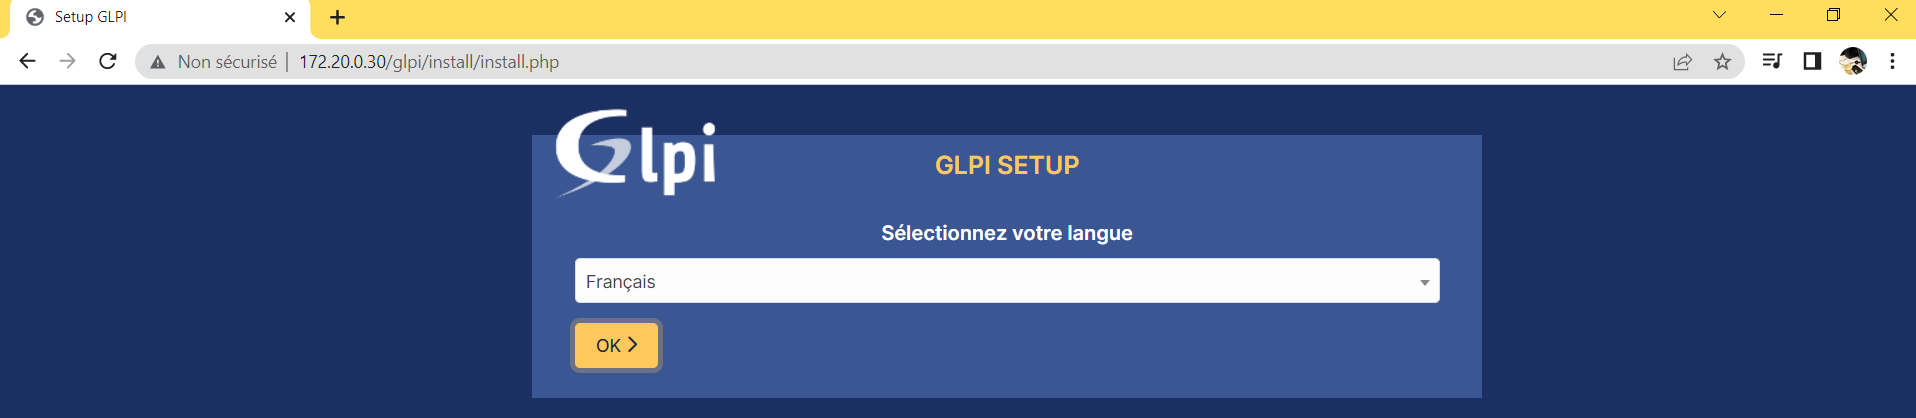 Setup GLPI
Non sécurisé | 172.20.0.30/glpi/install/install.php
Glpi
GLPI SETUP
Sélectionnez votre langue
Français
OK